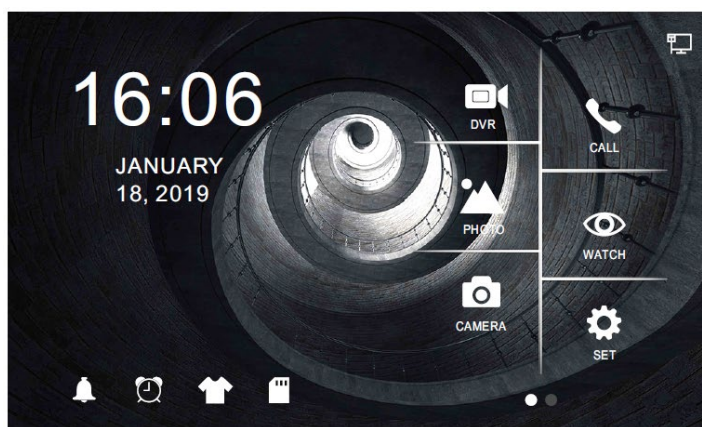 16:06
JANUARY
18, 2019
DVR
CALL
PHOTO
WATCH
CAMERA
SET